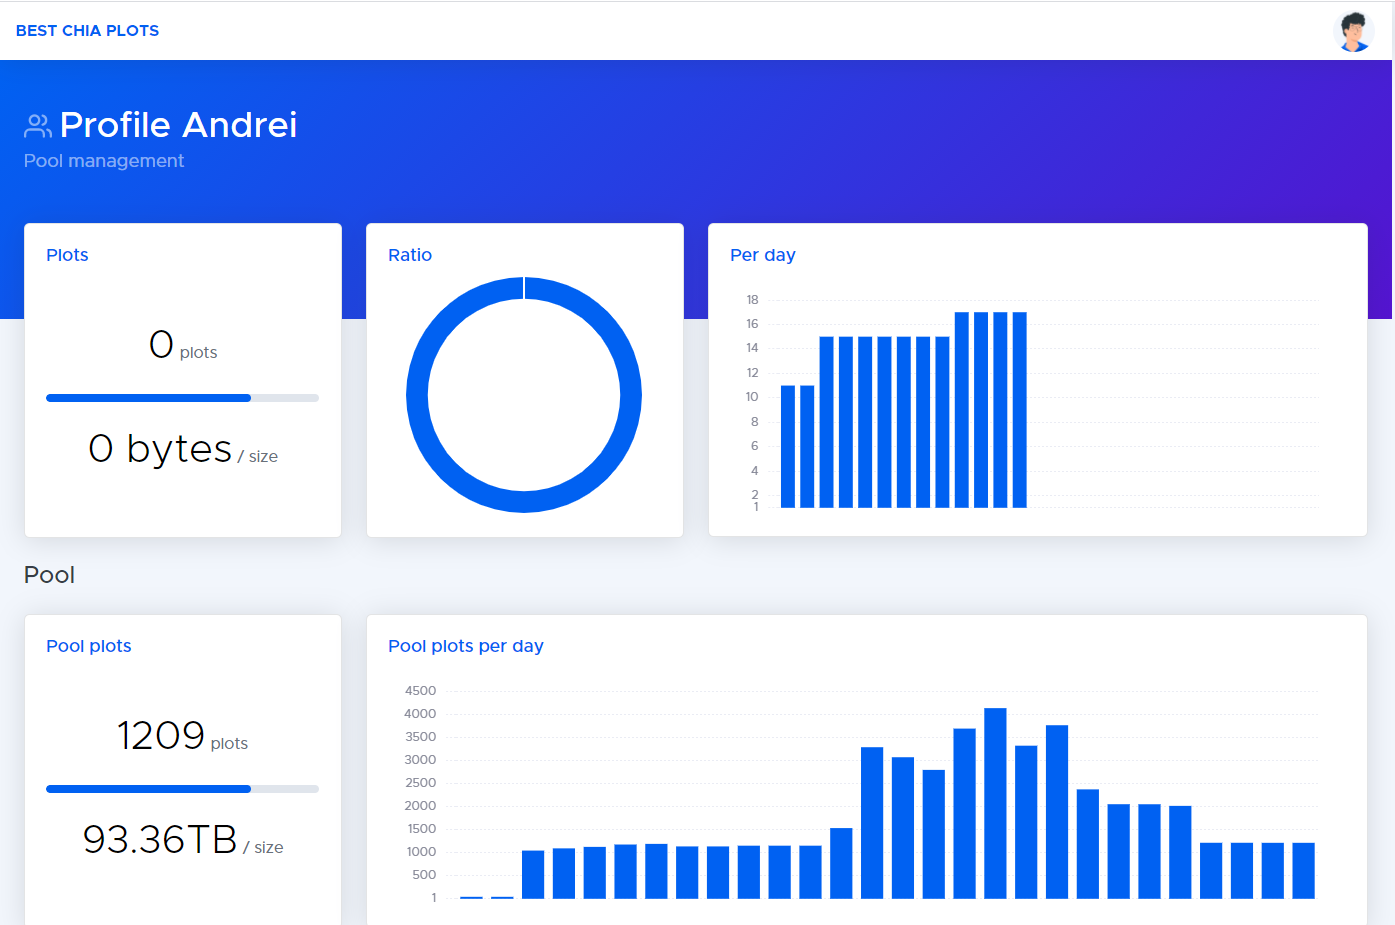 BEST CHIA PLOTS
Profile Andrei
Pool management
Plots
0 plots
0 bytes / size
Ratio
Per day
18
16
14
12
10
8
6
4
2
1
Pool
Pool plots
1209 plots
93.36TB / size
Pool plots per day
4500
4000
3500
3000
2500
2000
1500
1000
500
1